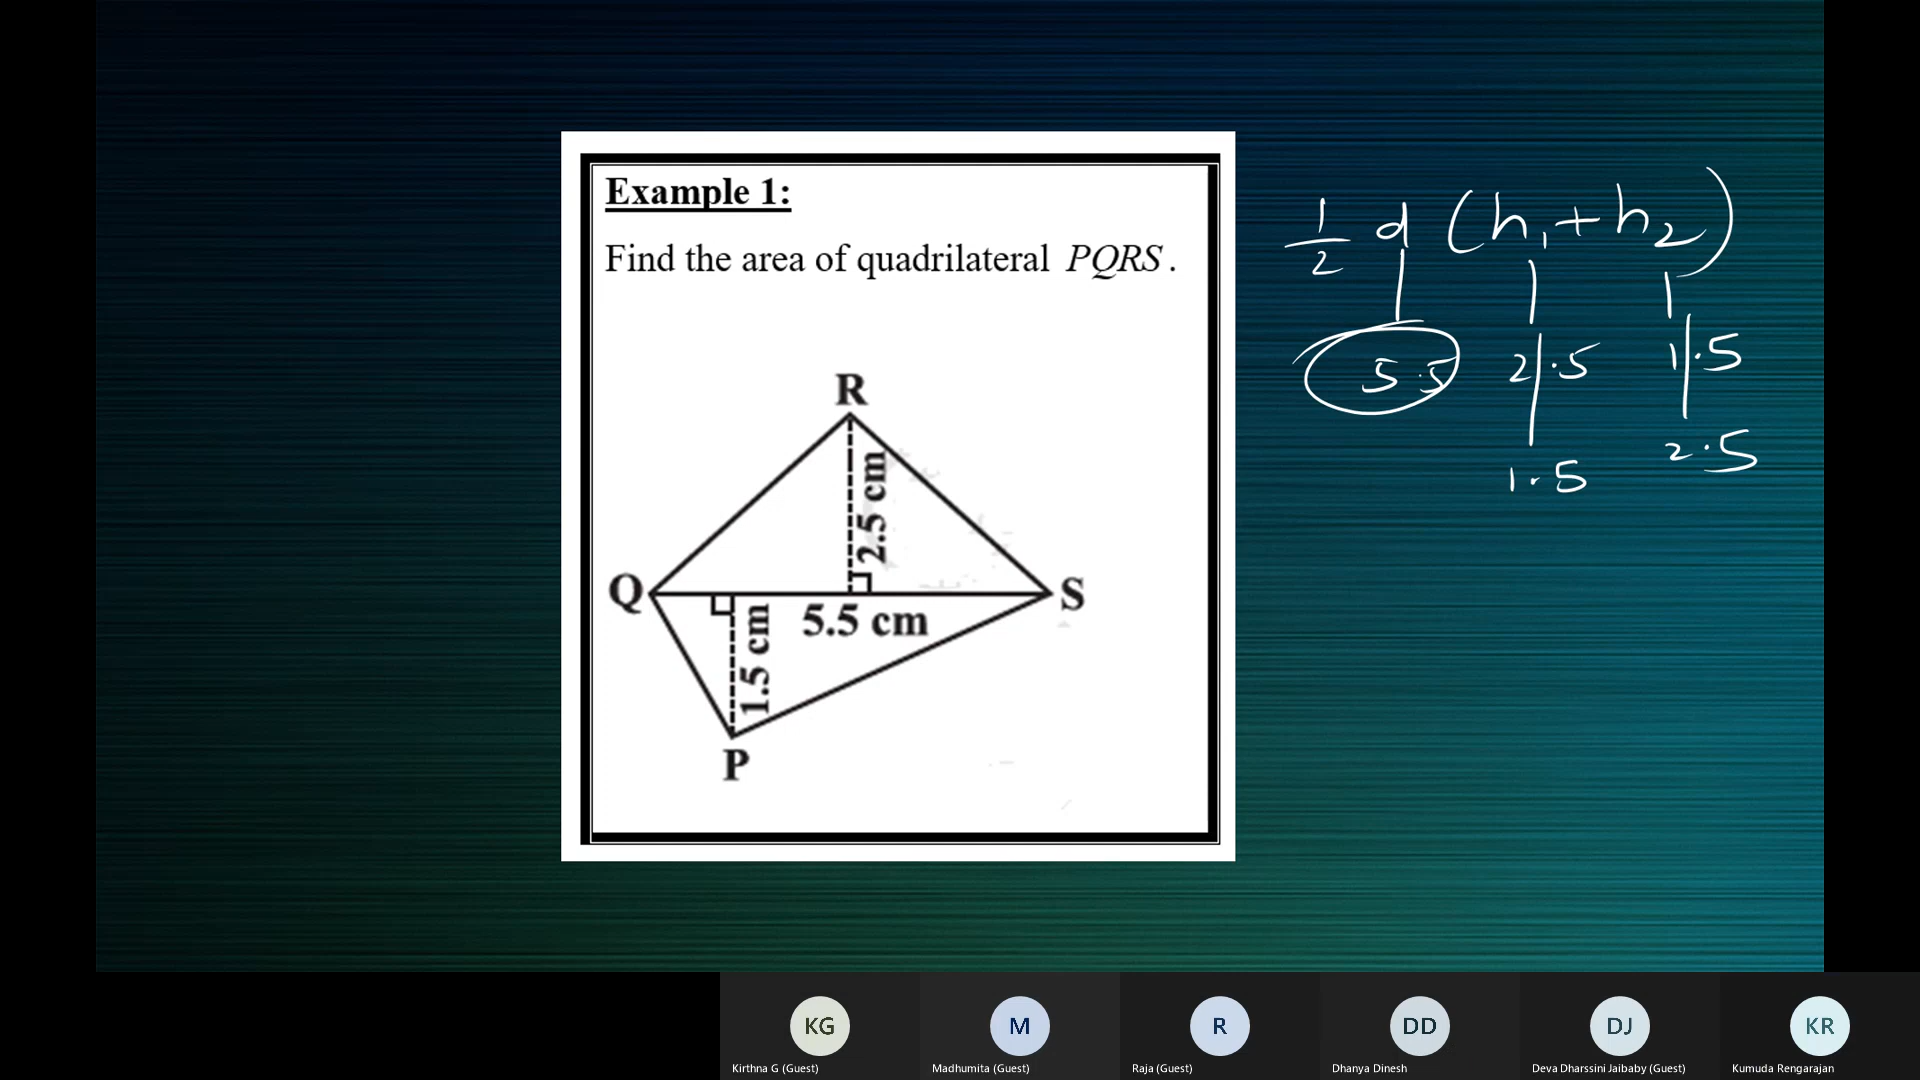 Example 1:
Find the area of quadrilateral PQRS.
R
2.5 cm
Q
S
5.5 cm
1.5 cm
P
1/2 d (h1+h2)
5.5 2.5 1.5
1.5 2.5
KG M R DD DJ KR
Kirthna G (Guest) Madhumita (Guest) Raja (Guest) Dhanya Dinesh Deva Dharssini Jaibaby (Guest) Kumuda Rengarajan